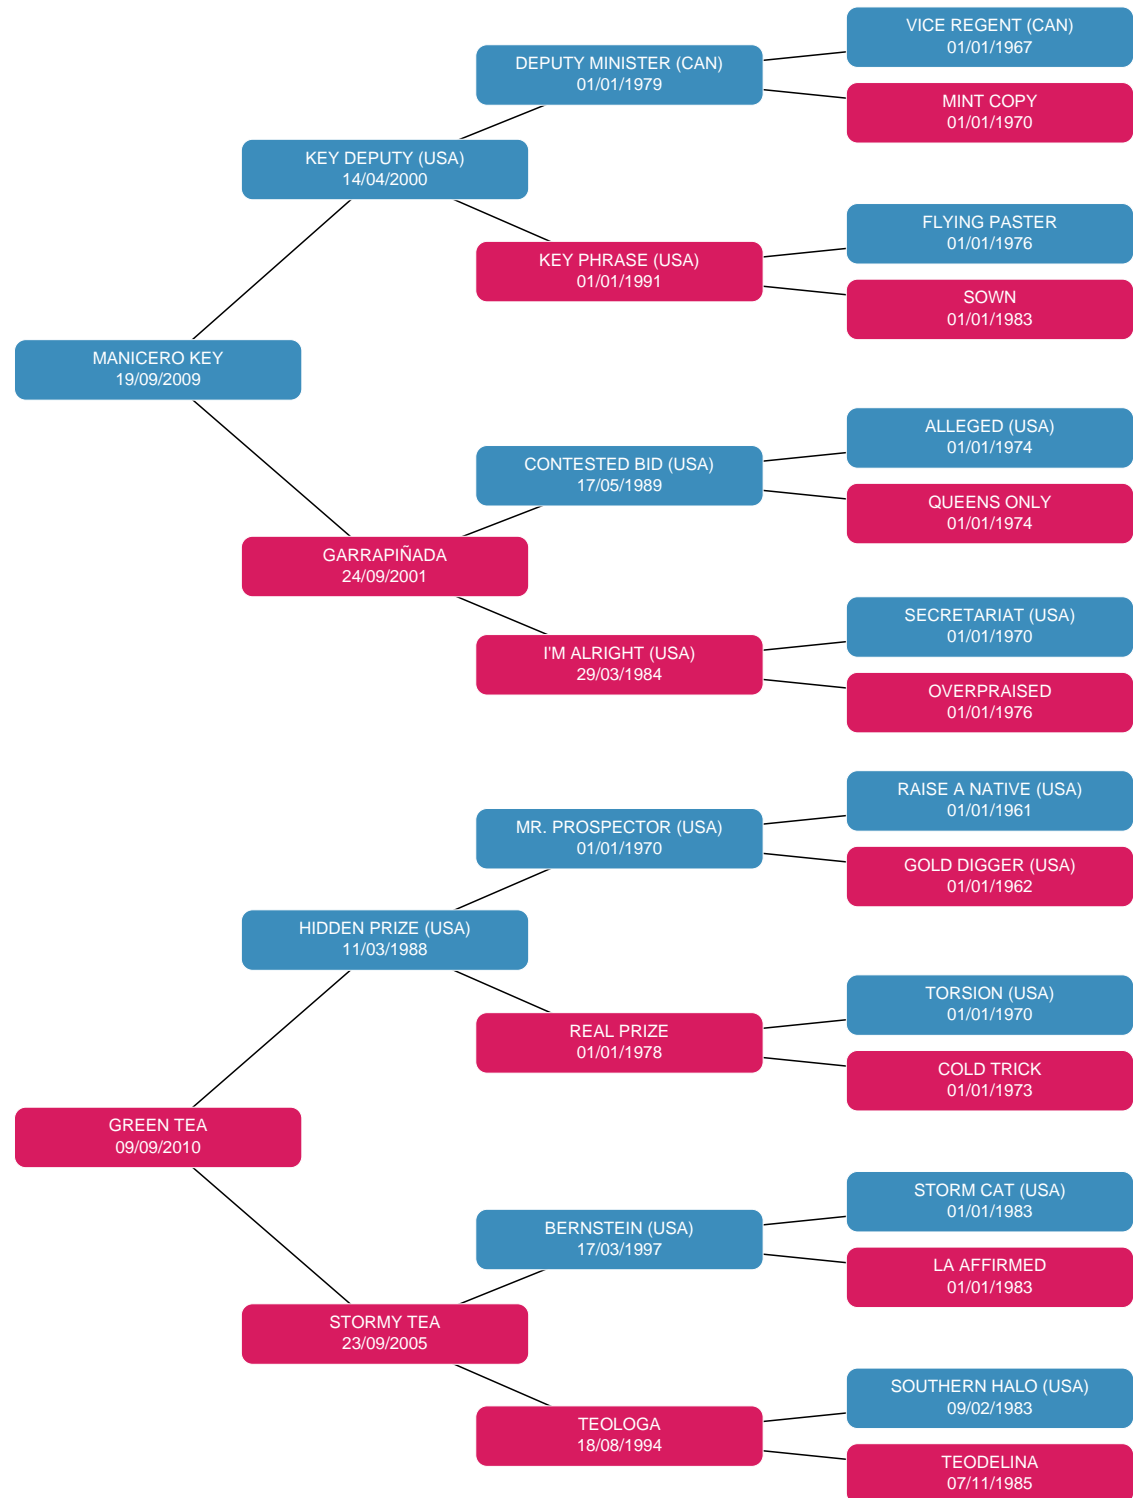 VICE REGENT (CAN)
01/01/1967
DEPUTY MINISTER (CAN)
01/01/1979
MINT COPY
01/01/1970
KEY DEPUTY (USA)
14/04/2000
FLYING PASTER
01/01/1976
KEY PHRASE (USA)
01/01/1991
SOWN
01/01/1983
MANICERO KEY
19/09/2009
ALLEGED (USA)
01/01/1974
CONTESTED BID (USA)
17/05/1989
QUEENS ONLY
01/01/1974
GARRAPIÑADA
24/09/2001
SECRETARIAT (USA)
01/01/1970
I'M ALRIGHT (USA)
29/03/1984
OVERPRAISED
01/01/1976
RAISE A NATIVE (USA)
01/01/1961
MR. PROSPECTOR (USA)
01/01/1970
GOLD DIGGER (USA)
01/01/1962
HIDDEN PRIZE (USA)
11/03/1988
TORSION (USA)
01/01/1970
REAL PRIZE
01/01/1978
COLD TRICK
01/01/1973
GREEN TEA
09/09/2010
STORM CAT (USA)
01/01/1983
BERNSTEIN (USA)
17/03/1997
LA AFFIRMED
01/01/1983
STORMY TEA
23/09/2005
SOUTHERN HALO (USA)
09/02/1983
TEOLOGA
18/08/1994
TEODELINA
07/11/1985